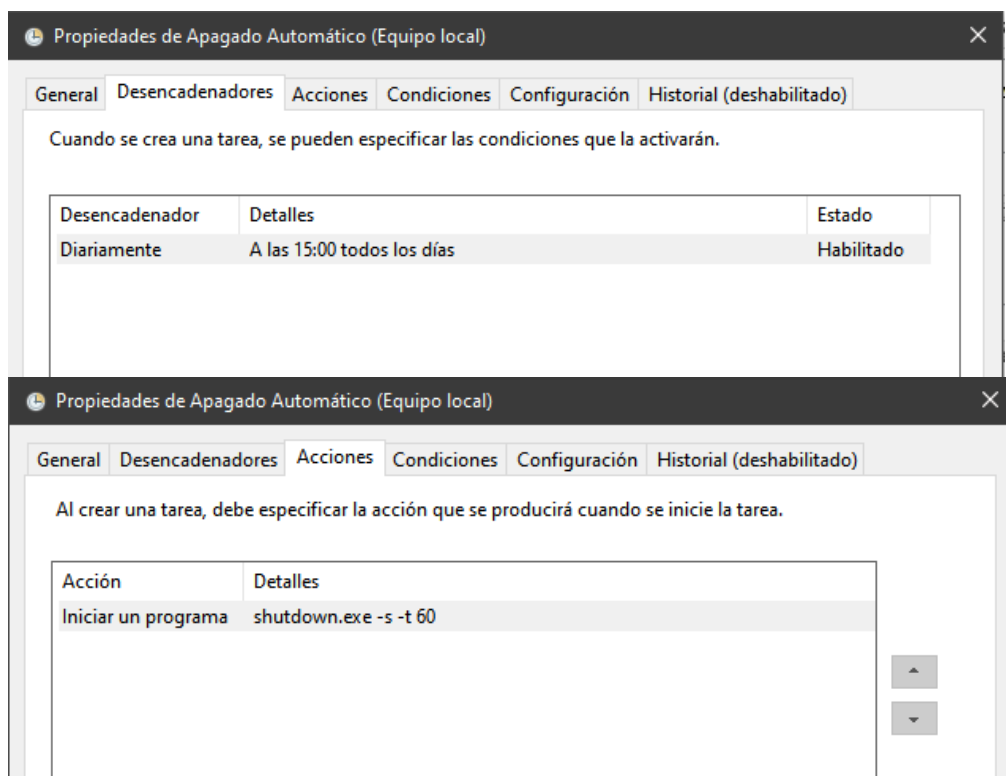 Propiedades de Apagado Automático (Equipo local)
General Desencadenadores Acciones Condiciones Configuración Historial (deshabilitado)
Cuando se crea una tarea, se pueden especificar las condiciones que la activarán.
Desencadenador Detalles Estado
Diariamente A las 15:00 todos los días Habilitado
Propiedades de Apagado Automático (Equipo local)
General Desencadenadores Acciones Condiciones Configuración Historial (deshabilitado)
Al crear una tarea, debe especificar la acción que se producirá cuando se inicie la tarea.
Acción Detalles
Iniciar un programa shutdown.exe -s -t 60